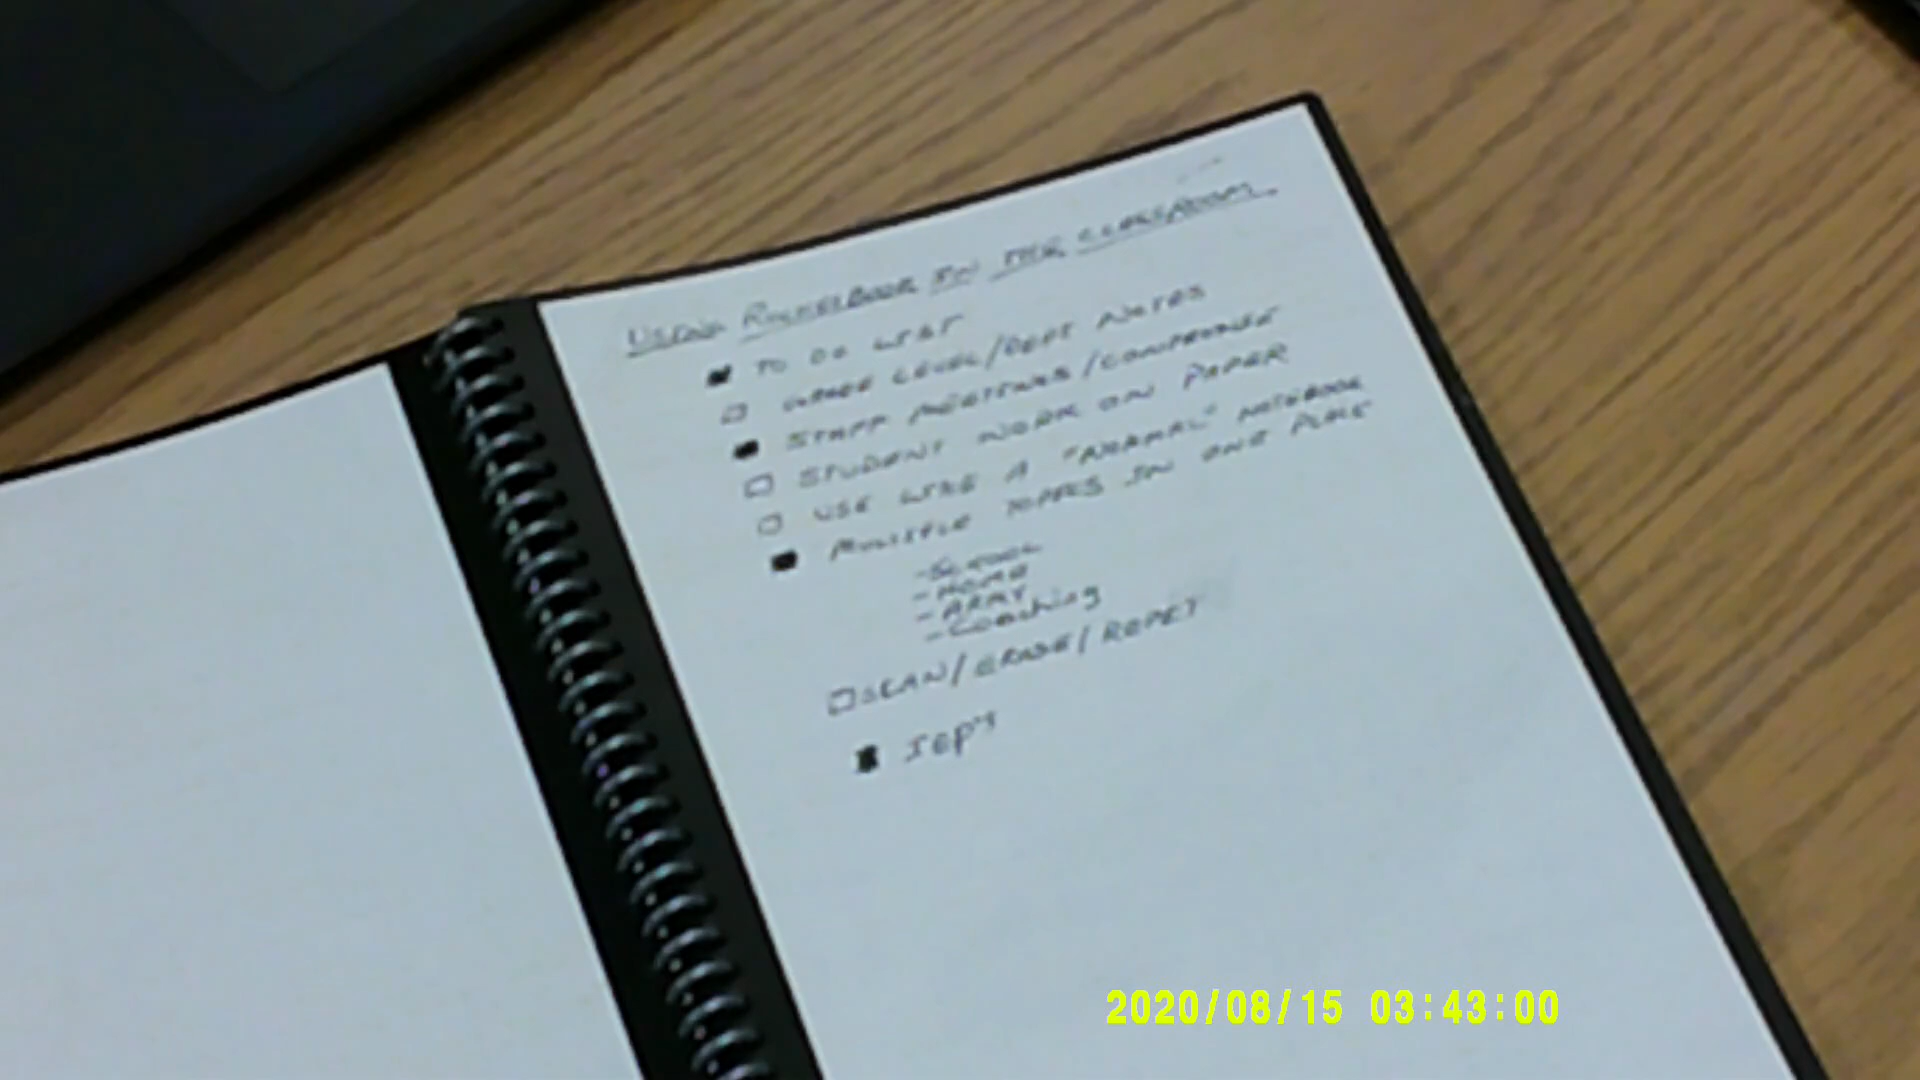 USING ROCKETBOOK IN THE CLASSROOM
TO DO LIST
GRADE LEVEL/DEPT NOTES
STAFF MEETINGS/CONFERENCE
STUDENT WORK ON PAPER
USE LIKE A "NORMAL" NOTEBOOK
MULTIPLE TOPICS IN ONE PLACE
-SCHOOL
-HOME
-ARMY
-Coaching
SCAN/ERASE/REPET
IEP'S
2020/08/15 03:43:00